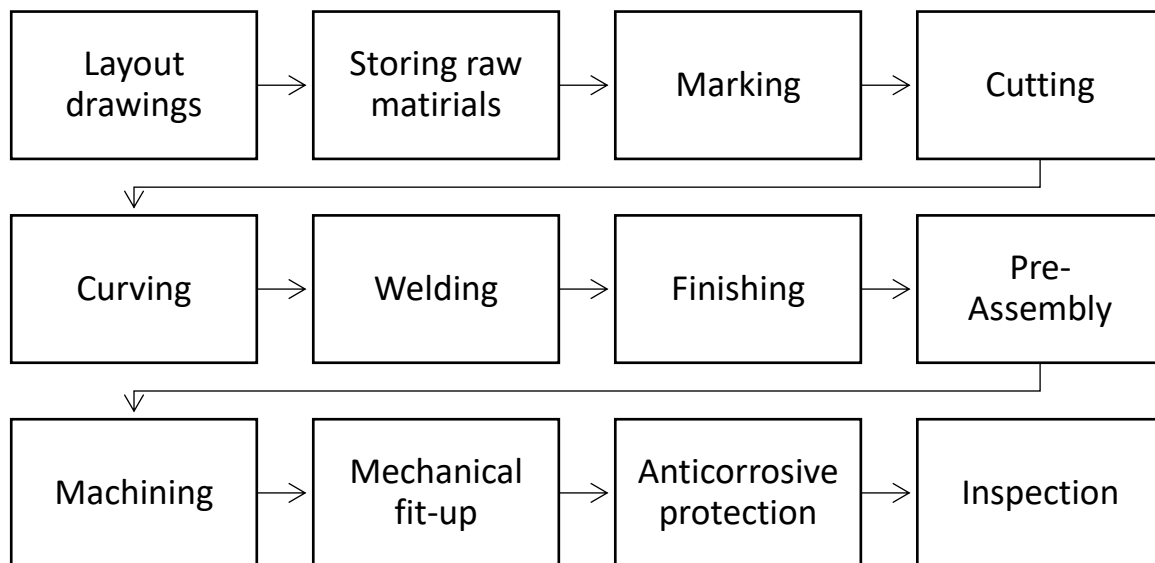 Layout
drawings
Storing raw
matirials
Marking
Cutting
Curving
Welding
Finishing
Pre-
Assembly
Machining
Mechanical
fit-up
Anticorrosive
protection
Inspection